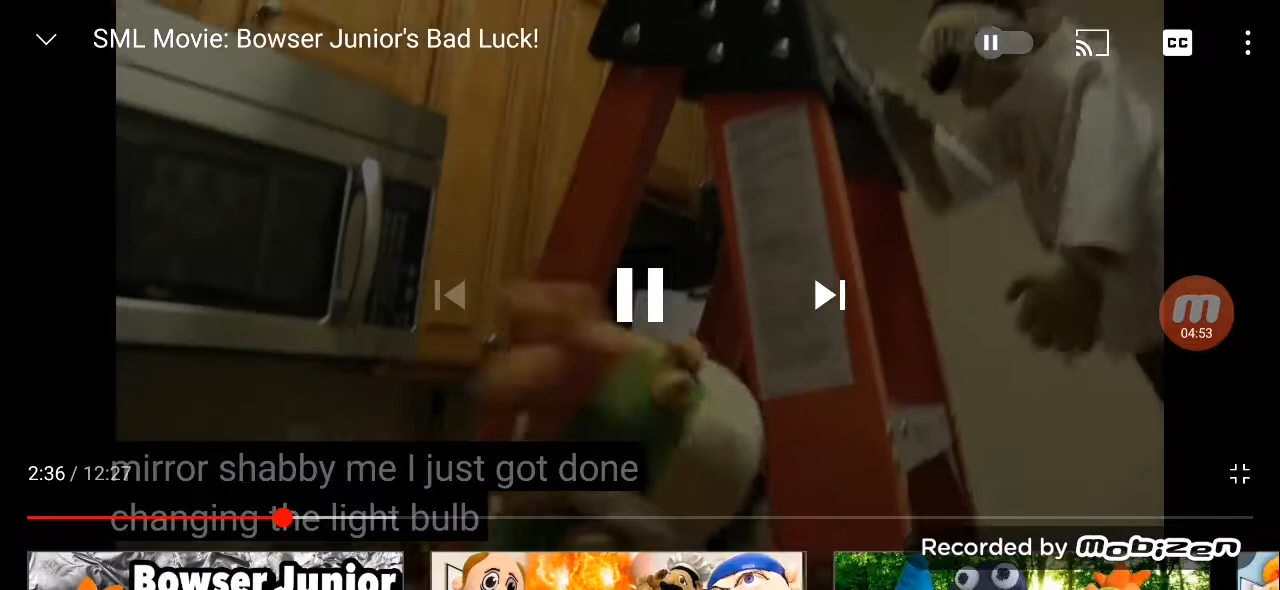 SML Movie: Bowser Junior's Bad Luck!
CC
m
04:53
mirror shabby me I just got done
2:36 / 12:27
changing the light bulb
Recorded by mobizen
Bowser Junior